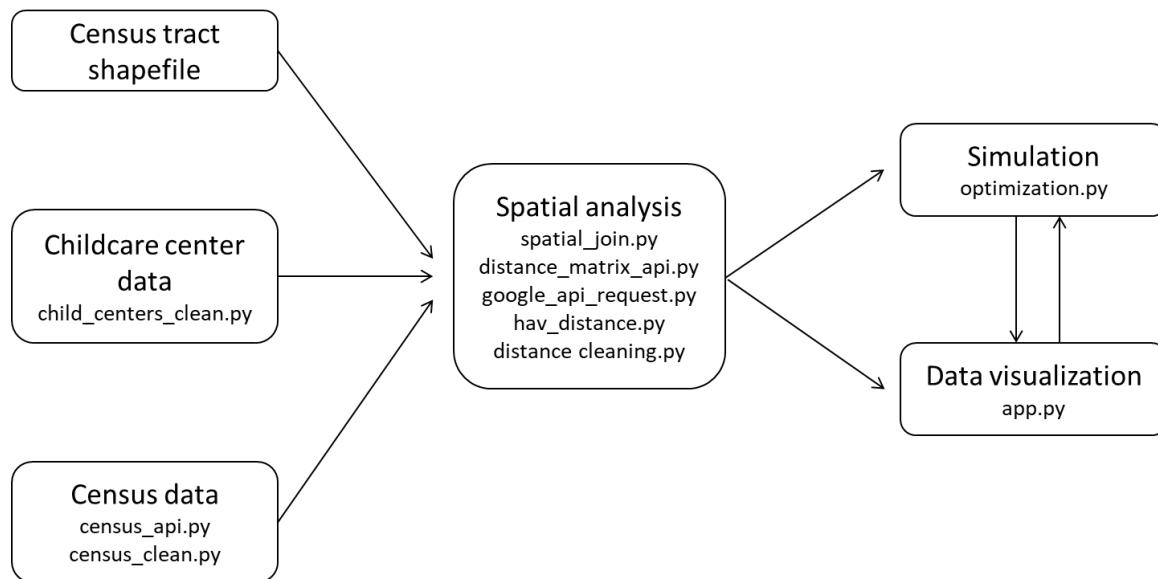 Census tract
shapefile
Childcare center
data
child_centers_clean.py
Census data
census_api.py
census_clean.py
Spatial analysis
spatial_join.py
distance_matrix_api.py
google_api_request.py
hav_distance.py
distance cleaning.py
Simulation
optimization.py
Data visualization
app.py